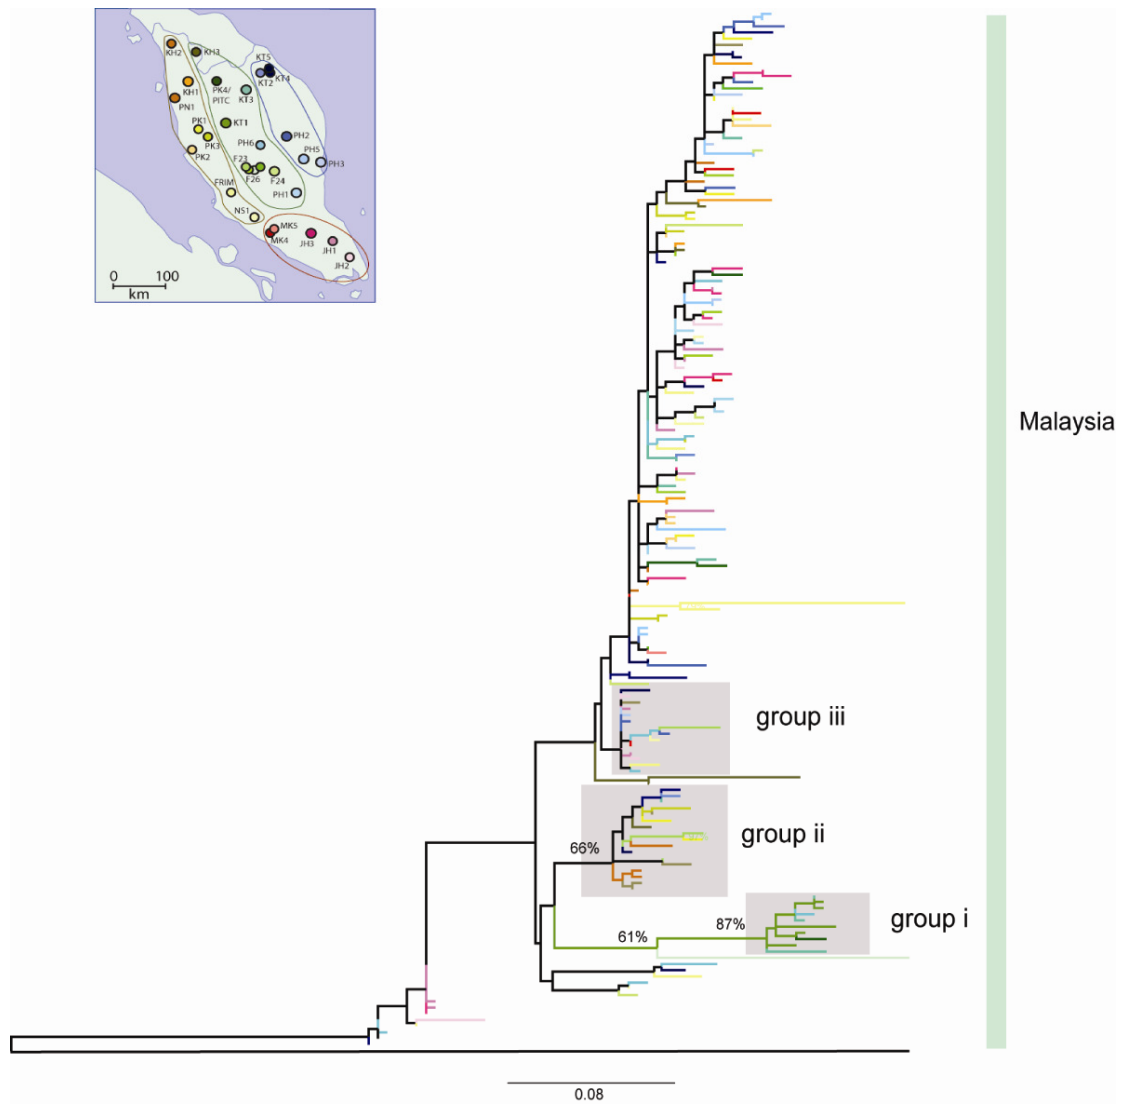 KH2
KH3
KT5
KT2
KT4
KH1
PK4/
PITC
KT3
PN1
PK1
KT1
PK3
PH2
PK2
PH6
PH5
PH3
F23
F26
F24
FRIM
PH1
NS1
MK5
MK4
JH3
JH1
JH2
0 100
km
Malaysia
group iii
group ii
66%
group i
87%
61%
0.08